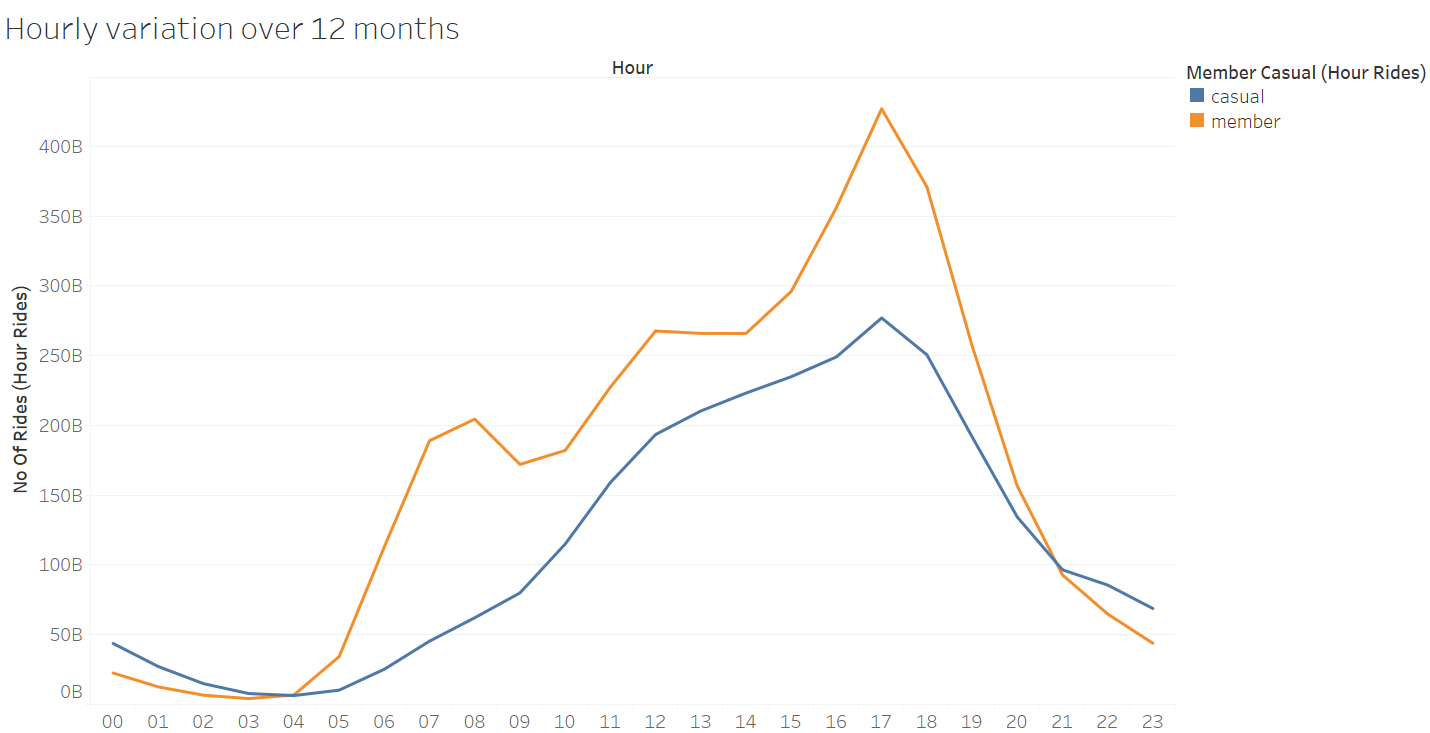 Hourly variation over 12 months
Hour
Member Casual (Hour Rides)
casual
member
No Of Rides (Hour Rides)
400B
350B
300B
250B
200B
150B
100B
50B
0B
00 01 02 03 04 05 06 07 08 09 10 11 12 13 14 15 16 17 18 19 20 21 22 23